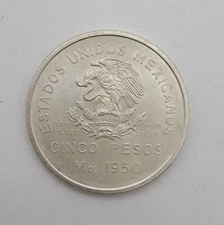 ESTADOS UNIDOS MEXICANOS
CINCO PESOS
Mo 1950